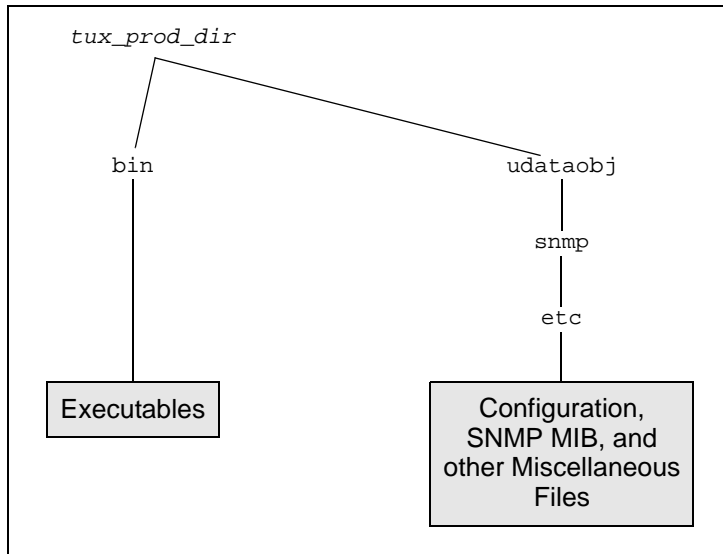 tux_prod_dir
bin
udataobj
snmp
etc
Executables
Configuration,
SNMP MIB, and
other Miscellaneous
Files